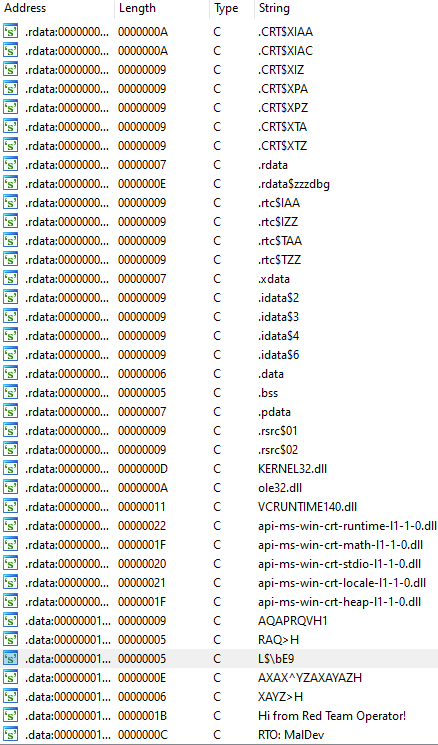 Address Length Type String
.rdata:0000000... 0000000A C .CRT$XIAA
.rdata:0000000... 0000000A C .CRT$XIAC
.rdata:0000000... 00000009 C .CRT$XIZ
.rdata:0000000... 00000009 C .CRT$XPA
.rdata:0000000... 00000009 C .CRT$XPZ
.rdata:0000000... 00000009 C .CRT$XTA
.rdata:0000000... 00000009 C .CRT$XTZ
.rdata:0000000... 00000007 C .rdata
.rdata:0000000... 0000000E C .rdata$zzzdbg
.rdata:0000000... 00000009 C .rtc$IAA
.rdata:0000000... 00000009 C .rtc$IZZ
.rdata:0000000... 00000009 C .rtc$TAA
.rdata:0000000... 00000009 C .rtc$TZZ
.rdata:0000000... 00000007 C .xdata
.rdata:0000000... 00000009 C .idata$2
.rdata:0000000... 00000009 C .idata$3
.rdata:0000000... 00000009 C .idata$4
.rdata:0000000... 00000009 C .idata$6
.rdata:0000000... 00000006 C .data
.rdata:0000000... 00000005 C .bss
.rdata:0000000... 00000007 C .pdata
.rdata:0000000... 00000009 C .rsrc$01
.rdata:0000000... 00000009 C .rsrc$02
.rdata:0000000... 0000000D C KERNEL32.dll
.rdata:0000000... 0000000A C ole32.dll
.rdata:0000000... 00000011 C VCRUNTIME140.dll
.rdata:0000000... 00000022 C api-ms-win-crt-runtime-l1-1-0.dll
.rdata:0000000... 0000001F C api-ms-win-crt-math-l1-1-0.dll
.rdata:0000000... 00000020 C api-ms-win-crt-stdio-l1-1-0.dll
.rdata:0000000... 00000021 C api-ms-win-crt-locale-l1-1-0.dll
.rdata:0000000... 0000001F C api-ms-win-crt-heap-l1-1-0.dll
.data:00000001... 00000009 C AQAPRQVH1
.data:00000001... 00000005 C RAQ>H
.data:00000001... 00000005 C L$\bE9
.data:00000001... 0000000E C AXAX^YZAXAYAZH
.data:00000001... 00000006 C XAYZ>H
.data:00000001... 0000001B C Hi from Red Team Operator!
.data:00000001... 0000000C C RTO: MalDev